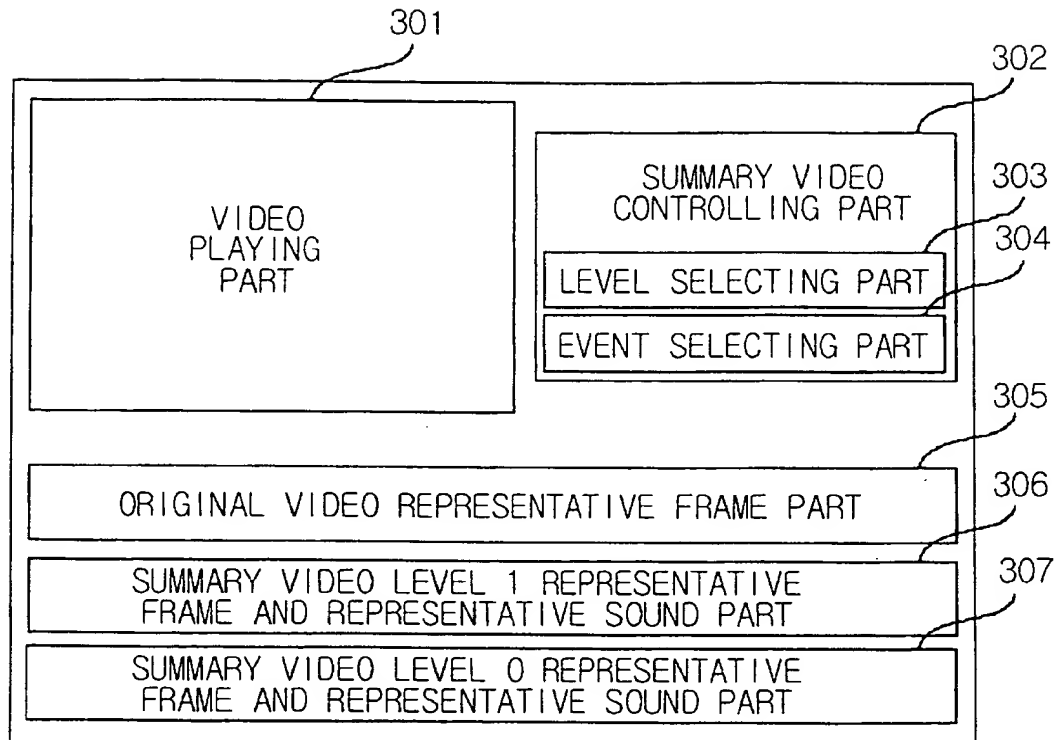 301
302
SUMMARY VIDEO
CONTROLLING PART
303
VIDEO
PLAYING
PART
304
LEVEL SELECTING PART
EVENT SELECTING PART
305
ORIGINAL VIDEO REPRESENTATIVE FRAME PART
306
SUMMARY VIDEO LEVEL 1 REPRESENTATIVE
FRAME AND REPRESENTATIVE SOUND PART
307
SUMMARY VIDEO LEVEL 0 REPRESENTATIVE
FRAME AND REPRESENTATIVE SOUND PART